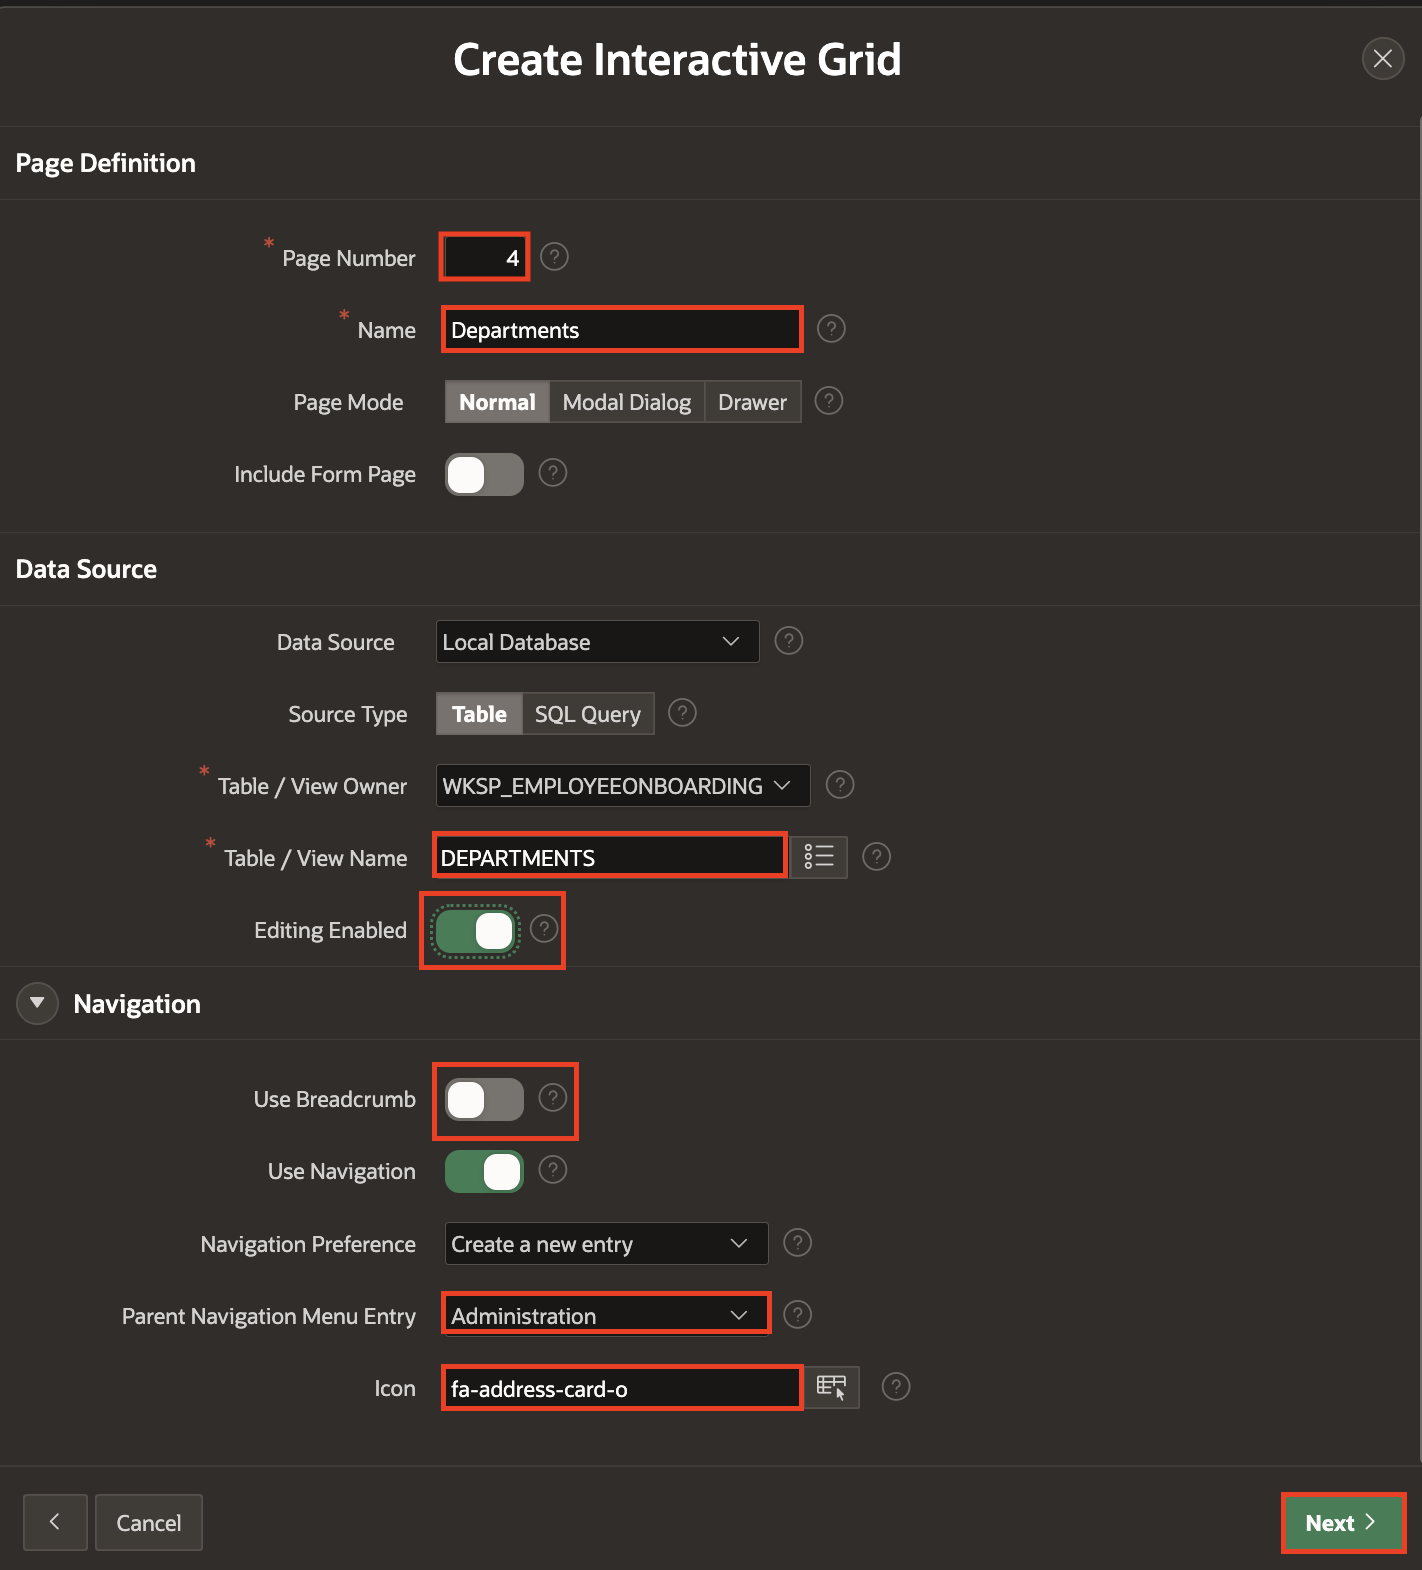 Create Interactive Grid
Page Definition
* Page Number 4 ?
* Name Departments ?
Page Mode Normal Modal Dialog Drawer ?
Include Form Page ?
Data Source
Data Source Local Database ?
Source Type Table SQL Query ?
* Table / View Owner WKSP_EMPLOYEEONBOARDING ?
* Table / View Name DEPARTMENTS ?
Editing Enabled ?
Navigation
Use Breadcrumb ?
Use Navigation ?
Navigation Preference Create a new entry ?
Parent Navigation Menu Entry Administration ?
Icon fa-address-card-o ?
Cancel Next